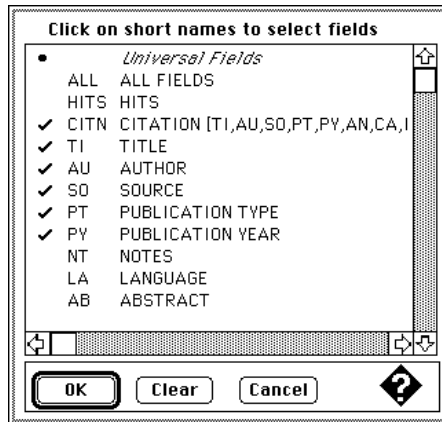 Click on short names to select fields
Universal Fields
ALL ALL FIELDS
HITS HITS
CITN CITATION [TI,AU,SO,PT,PY,AN,CA,I
TI TITLE
AU AUTHOR
SO SOURCE
PT PUBLICATION TYPE
PY PUBLICATION YEAR
NT NOTES
LA LANGUAGE
AB ABSTRACT
OK Clear Cancel ?